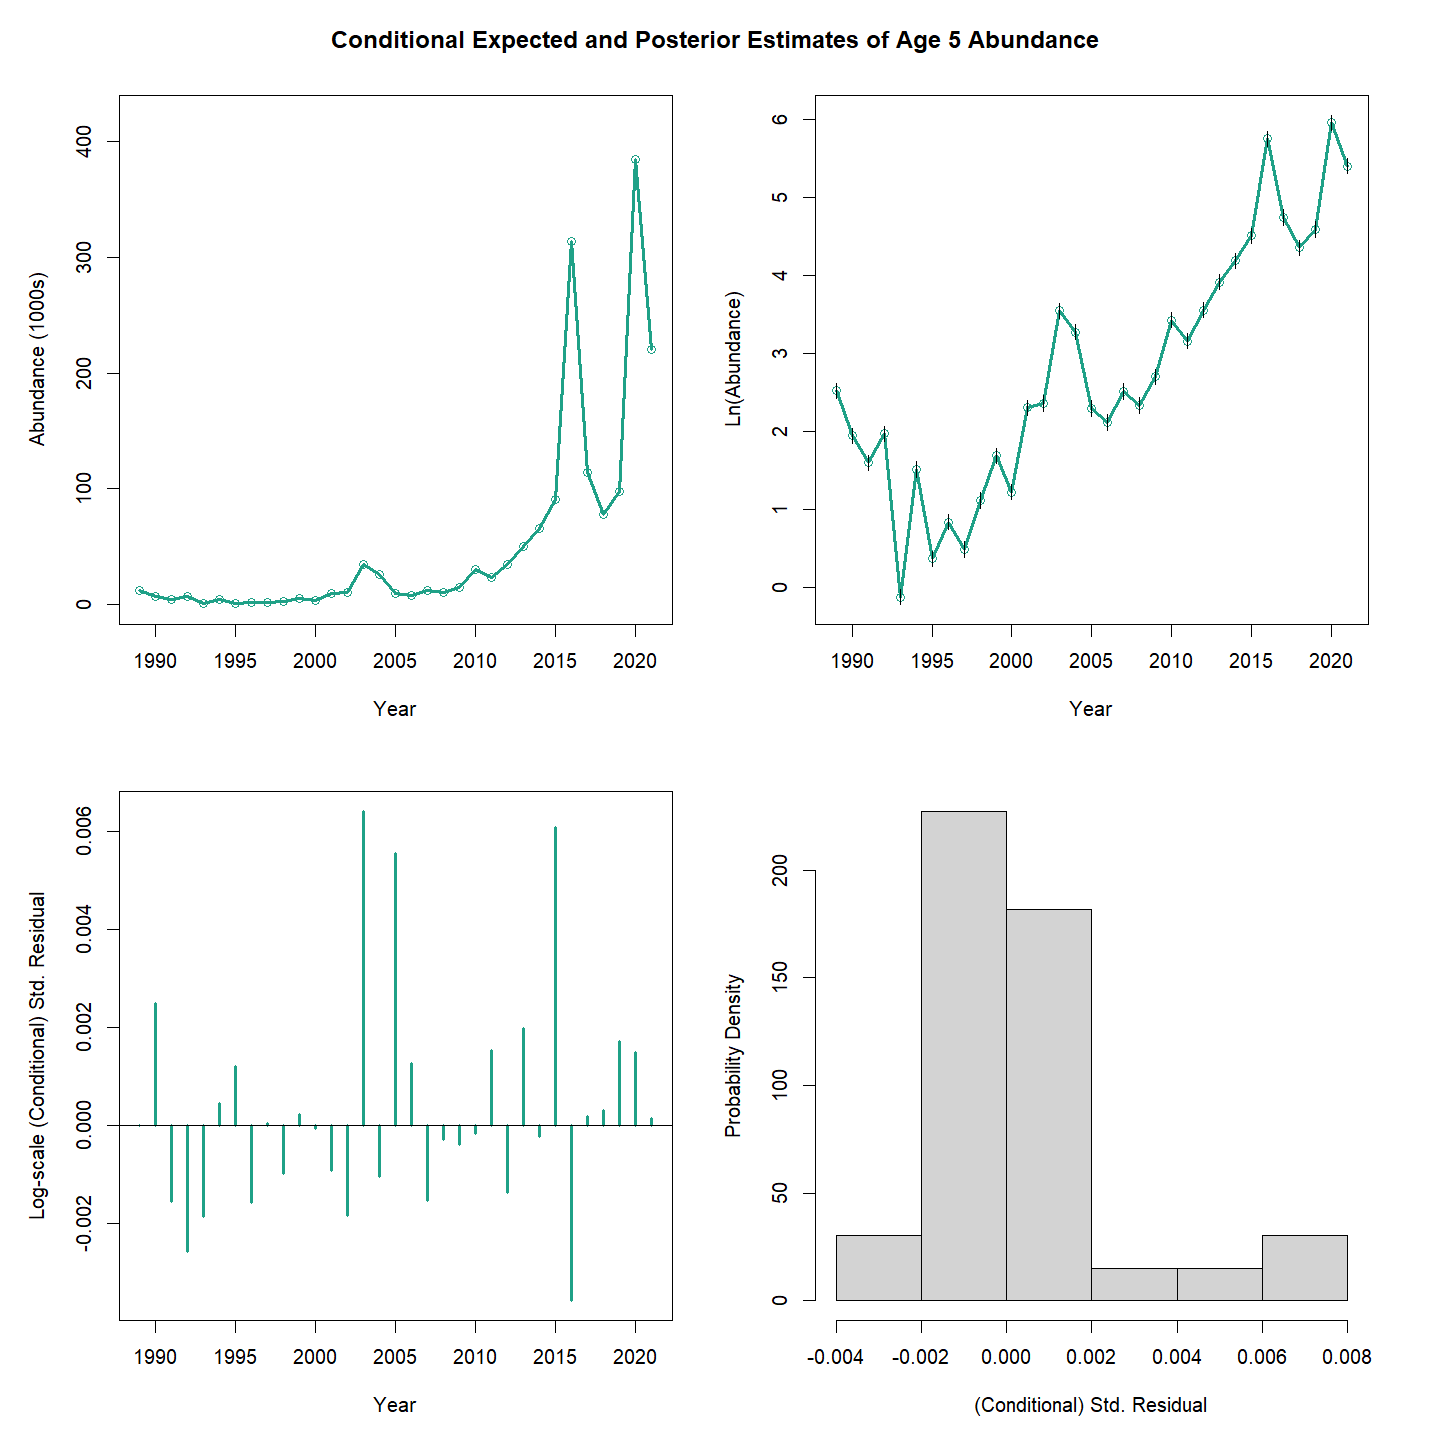 Conditional Expected and Posterior Estimates of Age 5 Abundance
Abundance (1000s)
400
300
200
100
0
1990 1995 2000 2005 2010 2015 2020
Year
Ln(Abundance)
6
5
4
3
2
1
0
1990 1995 2000 2005 2010 2015 2020
Year
Log-scale (Conditional) Std. Residual
0.006
0.004
0.002
0.000
-0.002
1990 1995 2000 2005 2010 2015 2020
Year
Probability Density
200
150
100
50
0
-0.004 -0.002 0.000 0.002 0.004 0.006 0.008
(Conditional) Std. Residual